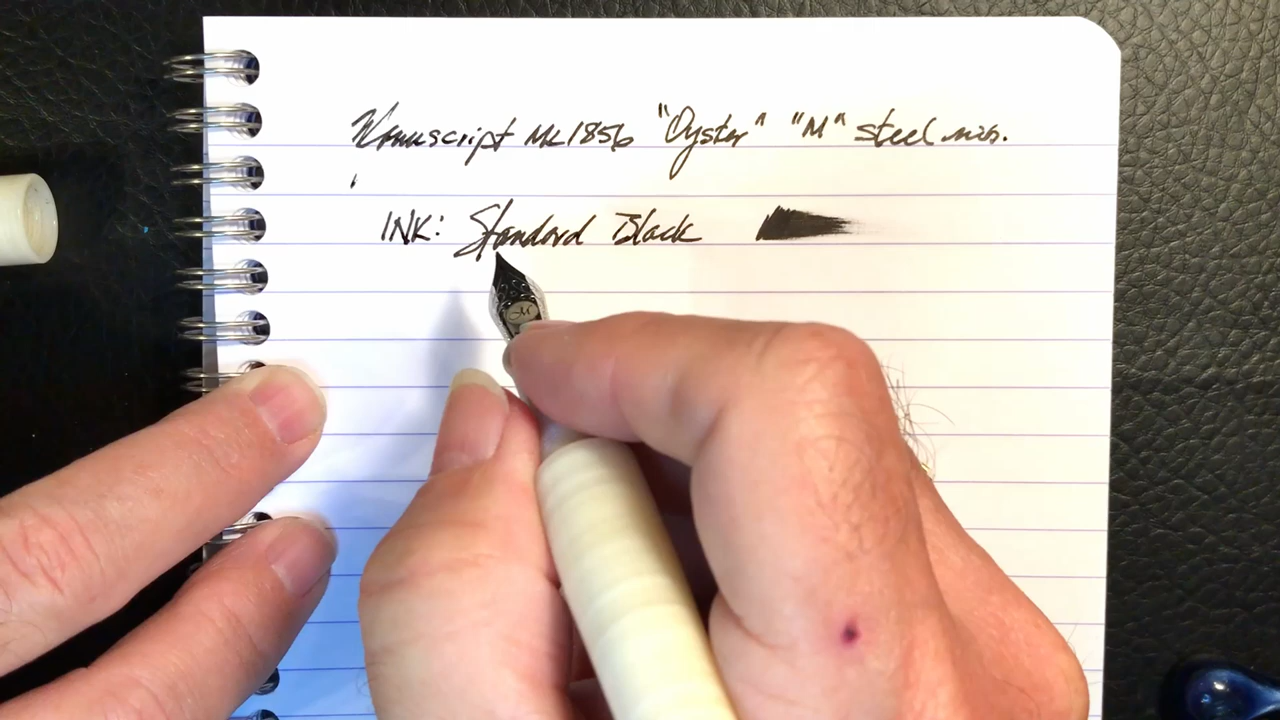 Manuscript ML1856 "Oyster" "M" steel nib.
INK: Standard Black
M